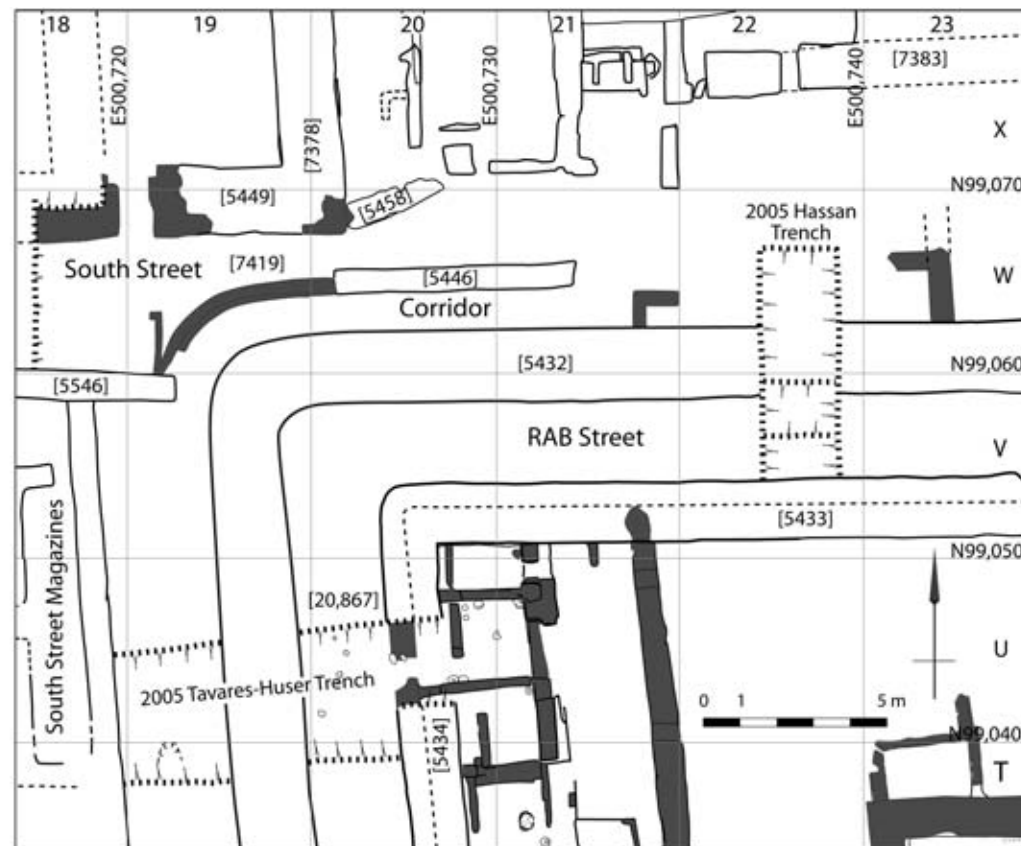 18 19 20 21 22 23
E500,720
E500,730
E500,740
[7383]
[7378]
X
[5449]
[5458]
N99,070
2005 Hassan
Trench
South Street
[7419]
[5446]
W
Corridor
[5432]
N99,060
[5546]
RAB Street
V
[5433]
N99,050
[20,867]
South Street Magazines
2005 Tavares-Huser Trench
U
0 1 5 m
[5434]
N99,040
T